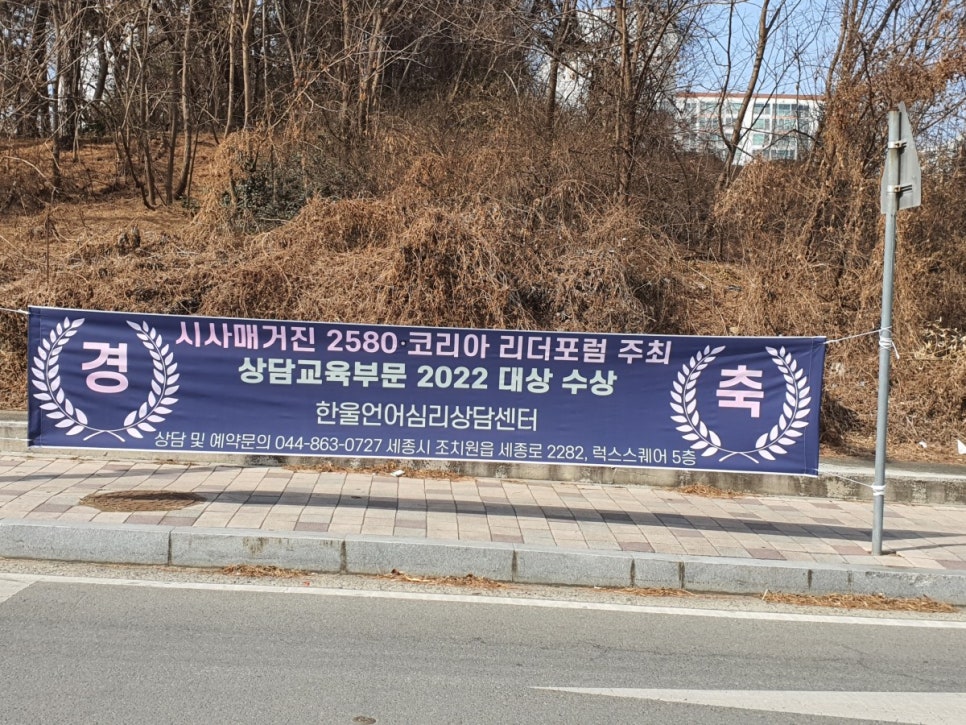 경
시사매거진 2580·코리아 리더포럼 주최
상담교육부문 2022 대상 수상
한울언어심리상담센터
상담 및 예약문의 044-863-0727 세종시 조치원읍 세종로 2282, 럭스스퀘어 5층
축